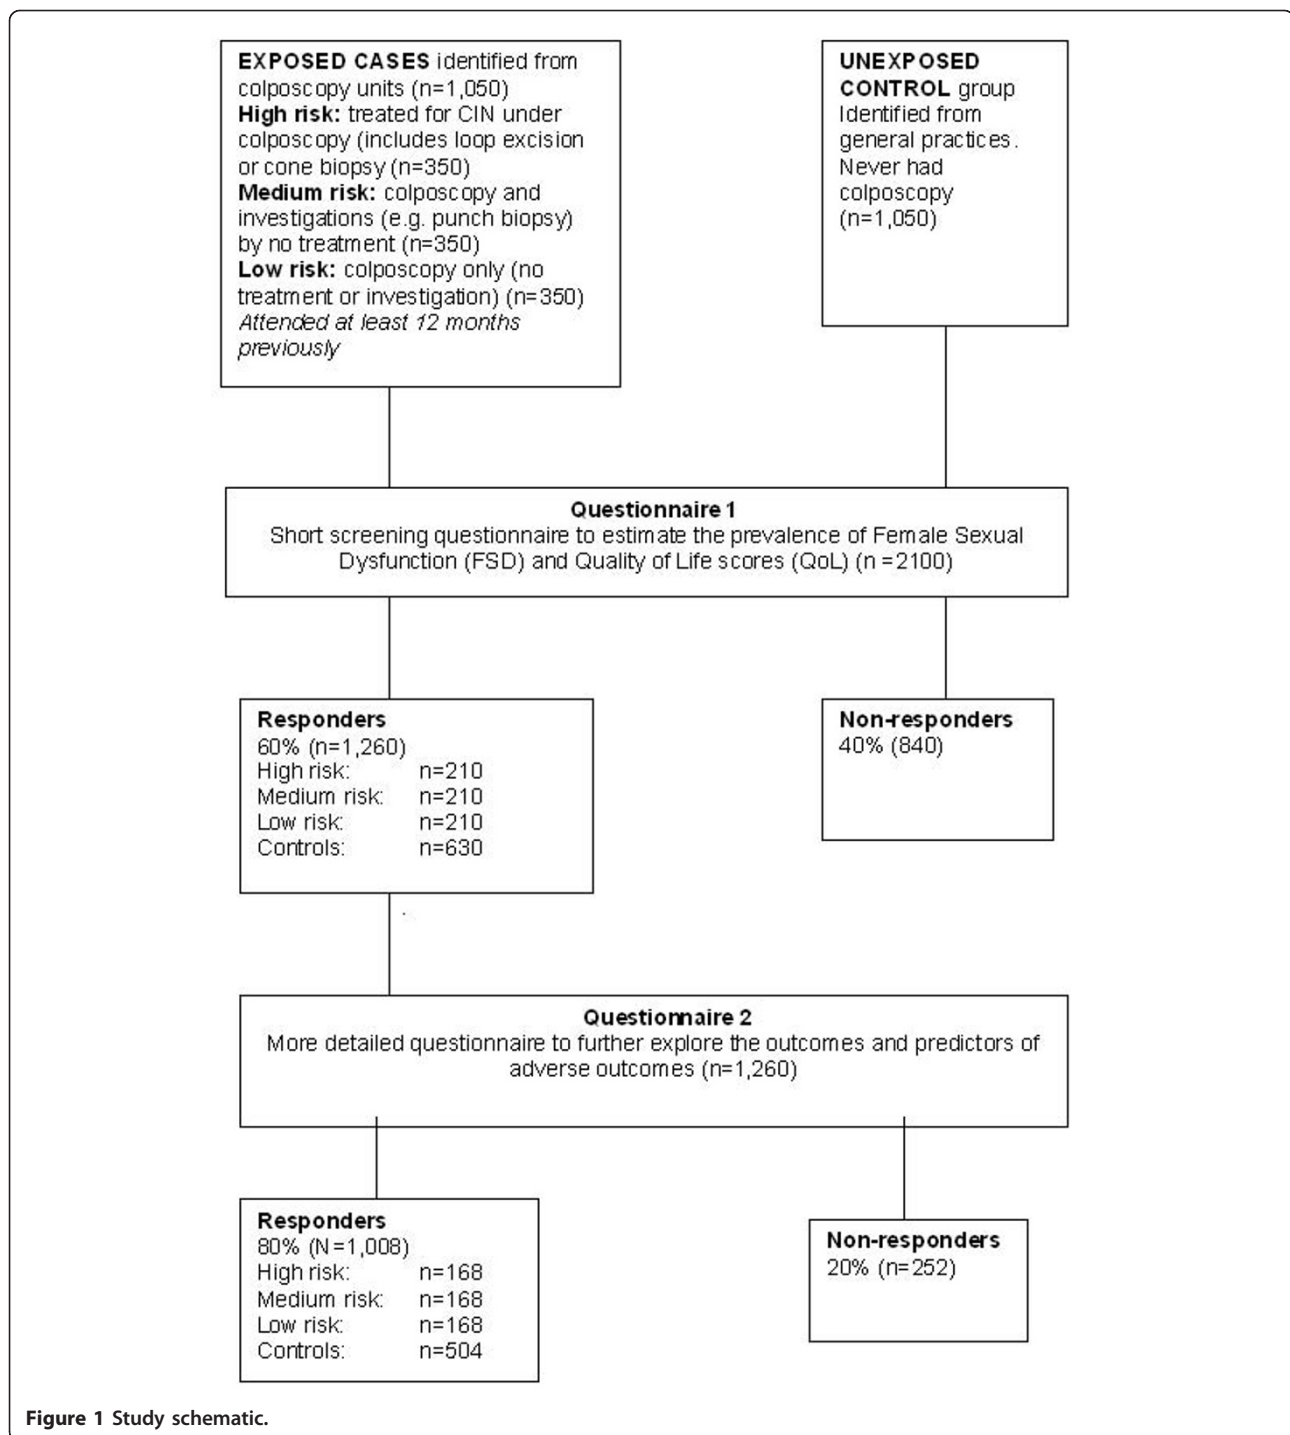 EXPOSED CASES identified from
colposcopy units (n=1,050)
High risk: treated for CIN under
colposcopy (includes loop excision
or cone biopsy (n=350)
Medium risk: colposcopy and
investigations (e.g. punch biopsy)
by no treatment (n=350)
Low risk: colposcopy only (no
treatment or investigation) (n=350)
Attended at least 12 months
previously
UNEXPOSED
CONTROL group
Identified from
general practices.
Never had
colposcopy
(n=1,050)
Questionnaire 1
Short screening questionnaire to estimate the prevalence of Female Sexual
Dysfunction (FSD) and Quality of Life scores (QoL) (n =2100)
Responders
60% (n=1,260)
High risk: n=210
Medium risk: n=210
Low risk: n=210
Controls: n=630
Non-responders
40% (840)
Questionnaire 2
More detailed questionnaire to further explore the outcomes and predictors of
adverse outcomes (n=1,260)
Responders
80% (N=1,008)
High risk: n=168
Medium risk: n=168
Low risk: n=168
Controls: n=504
Non-responders
20% (n=252)
Figure 1 Study schematic.